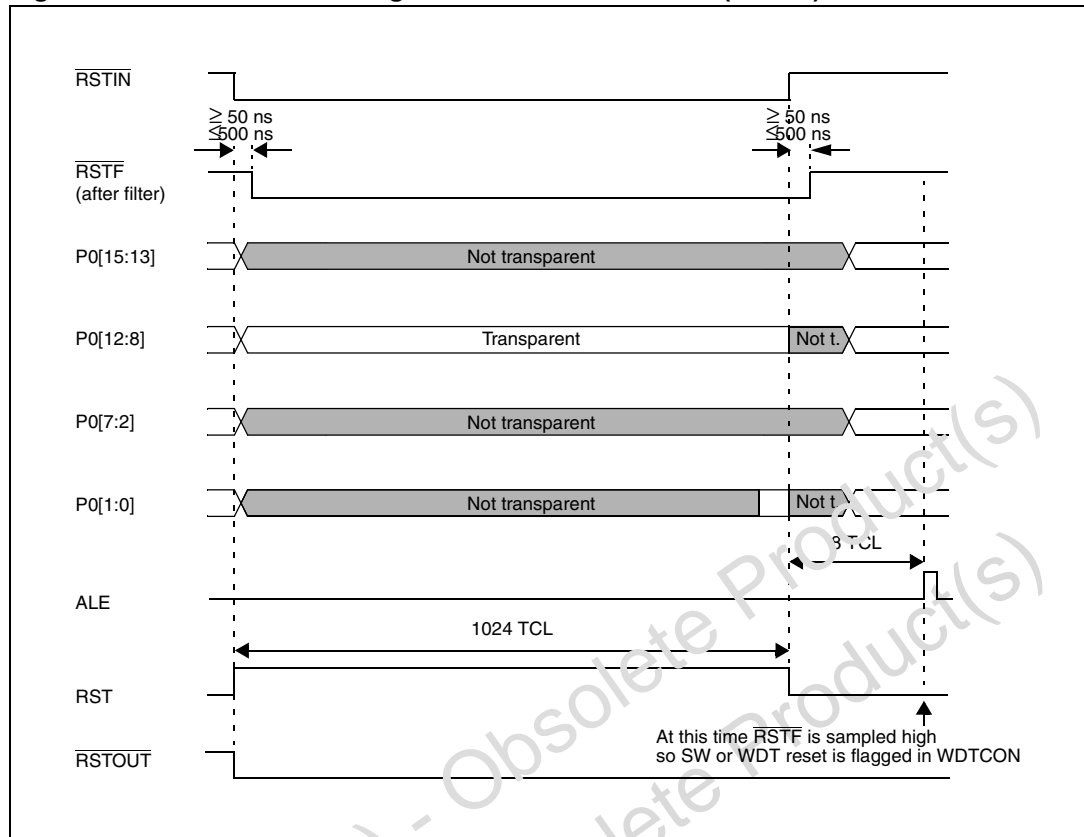 RSTIN
≥ 50 ns
≤500 ns
≥ 50 ns
≤500 ns
RSTF
(after filter)
P0[15:13]
Not transparent
P0[12:8]
Transparent
Not t.
P0[7:2]
Not transparent
P0[1:0]
Not transparent
Not t.
TCL
ALE
1024 TCL
RST
At this time RSTF is sampled high
so SW or WDT reset is flagged in WDTCON
RSTOUT
- Obsolete Product(s)
Obsolete Product(s)